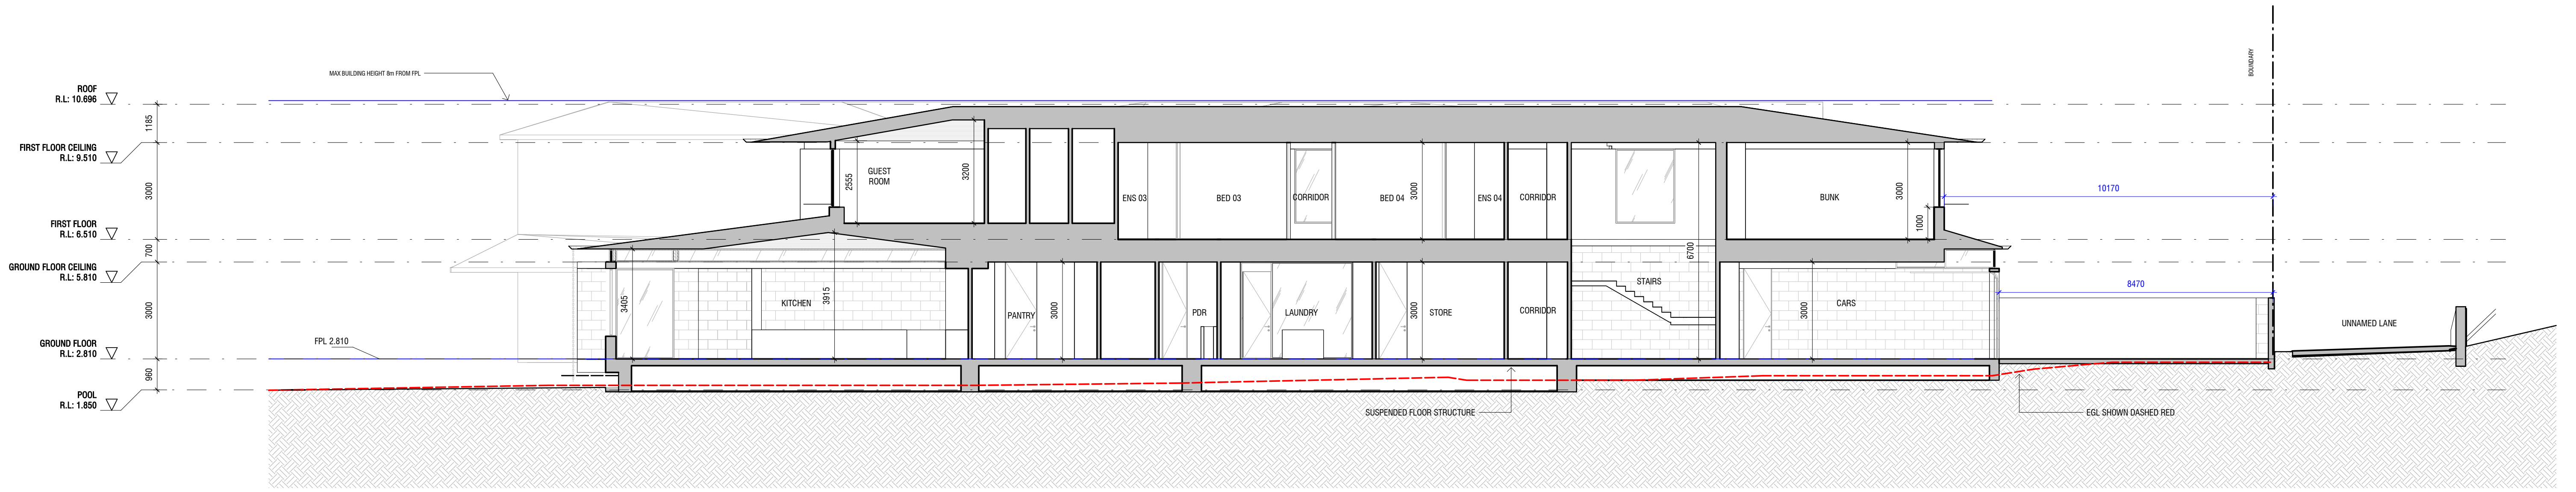 MAX BUILDING HEIGHT 8m FROM FPL
BOUNDARY
ROOF
R.L: 10.696
1185
FIRST FLOOR CEILING
R.L: 9.510
3000
FIRST FLOOR
R.L: 6.510
700
GROUND FLOOR CEILING
R.L: 5.810
3000
GROUND FLOOR
R.L: 2.810
960
POOL
R.L: 1.850
FPL 2.810
2555
GUEST
ROOM
3200
ENS 03
BED 03
CORRIDOR
BED 04
3000
ENS 04
CORRIDOR
BUNK
3000
1000
10170
6700
3405
KITCHEN
3915
PANTRY
3000
PDR
LAUNDRY
3000
STORE
CORRIDOR
STAIRS
3000
CARS
8470
UNNAMED LANE
SUSPENDED FLOOR STRUCTURE
EGL SHOWN DASHED RED